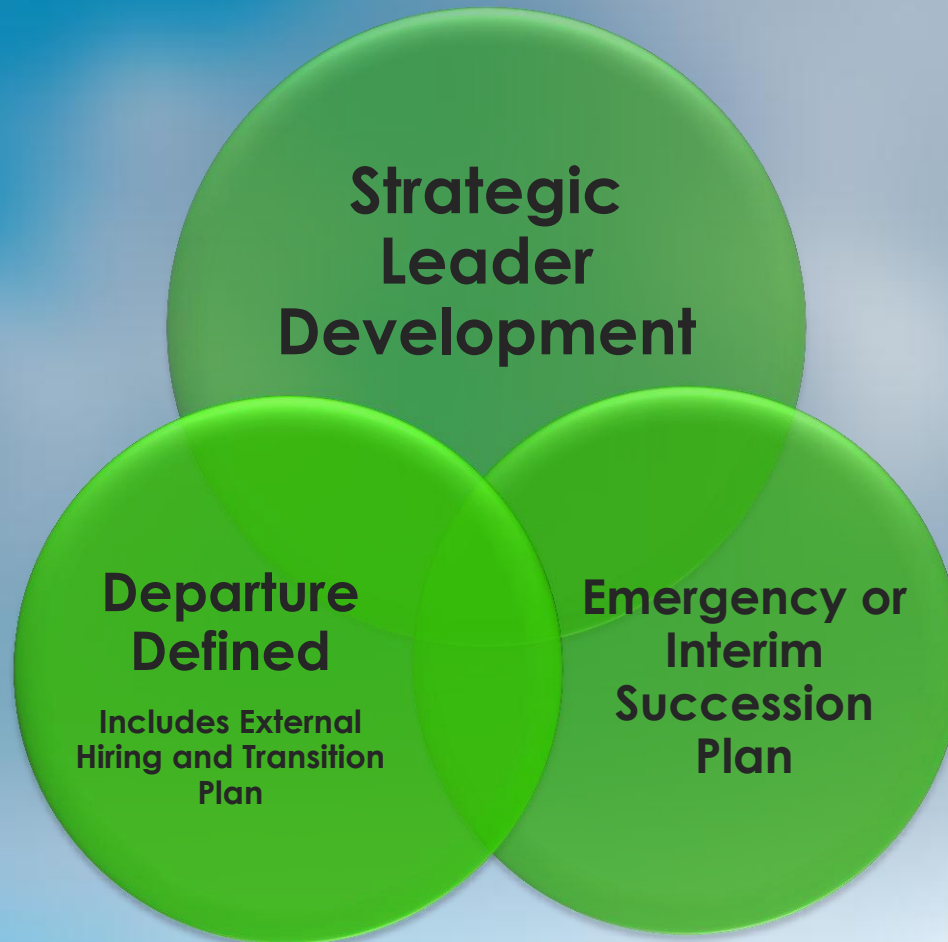 Strategic
Leader
Development
Departure
Defined
Includes External
Hiring and Transition
Plan
Emergency or
Interim
Succession
Plan